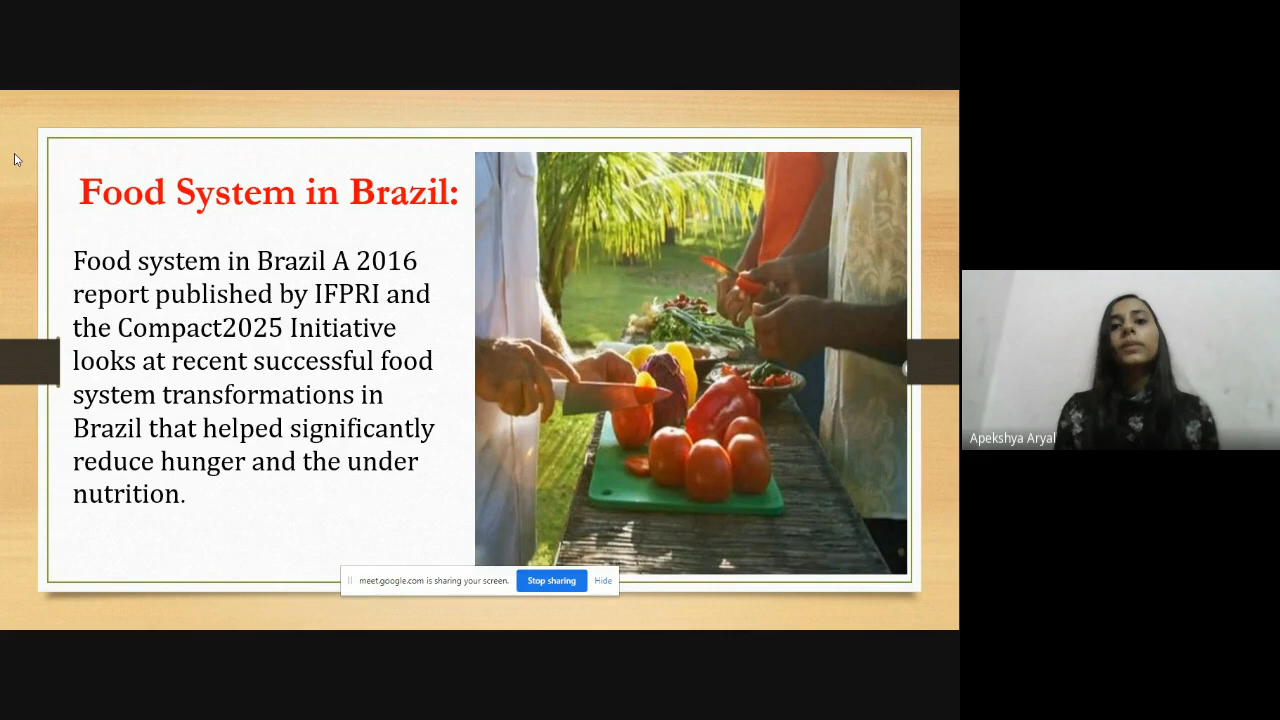 Food System in Brazil:
Food system in Brazil A 2016
report published by IFPRI and
the Compact2025 Initiative
looks at recent successful food
system transformations in
Brazil that helped significantly
reduce hunger and the under
nutrition.
meet.google.com is sharing your screen.
Stop sharing
Hide
Apekshya Aryal